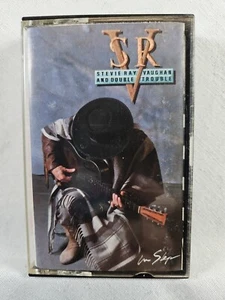 SRV
STEVIE RAY VAUGHAN
AND DOUBLE TROUBLE
In Step